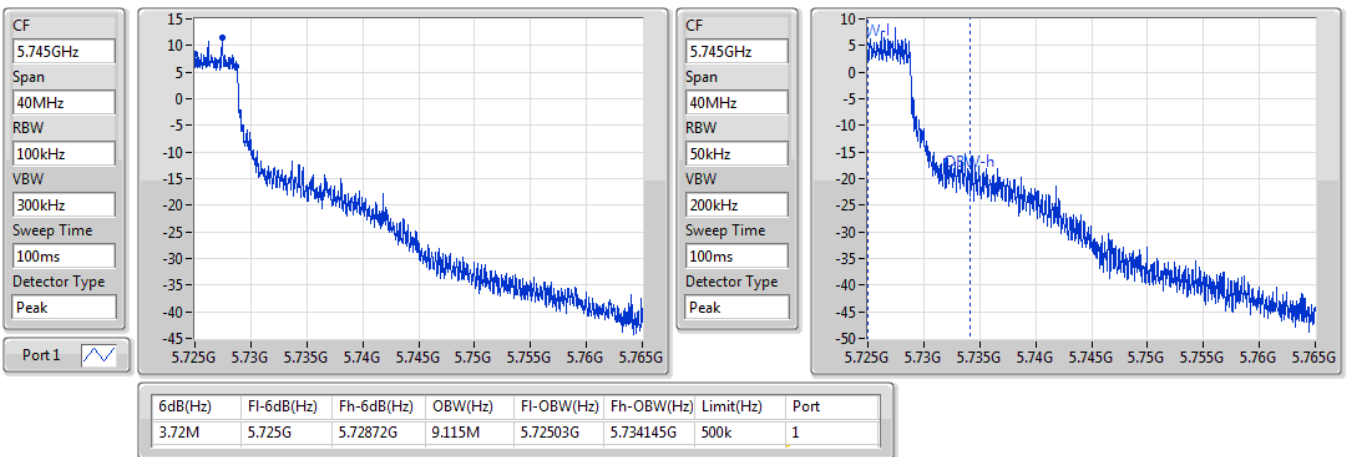 CF
5.745GHz
Span
40MHz
RBW
100kHz
VBW
300kHz
Sweep Time
100ms
Detector Type
Peak
Port 1
15
10
5
0
-5
-10
-15
-20
-25
-30
-35
-40
-45
5.725G 5.73G 5.735G 5.74G 5.745G 5.75G 5.755G 5.76G 5.765G
CF
5.745GHz
Span
40MHz
RBW
50kHz
VBW
200kHz
Sweep Time
100ms
Detector Type
Peak
10
5
0
-5
-10
-15
-20
-25
-30
-35
-40
-45
-50
W-l
OBW-h
5.725G 5.73G 5.735G 5.74G 5.745G 5.75G 5.755G 5.76G 5.765G
6dB(Hz) Fl-6dB(Hz) Fh-6dB(Hz) OBW(Hz) Fl-OBW(Hz) Fh-OBW(Hz) Limit(Hz) Port
3.72M 5.725G 5.72872G 9.115M 5.72503G 5.734145G 500k 1